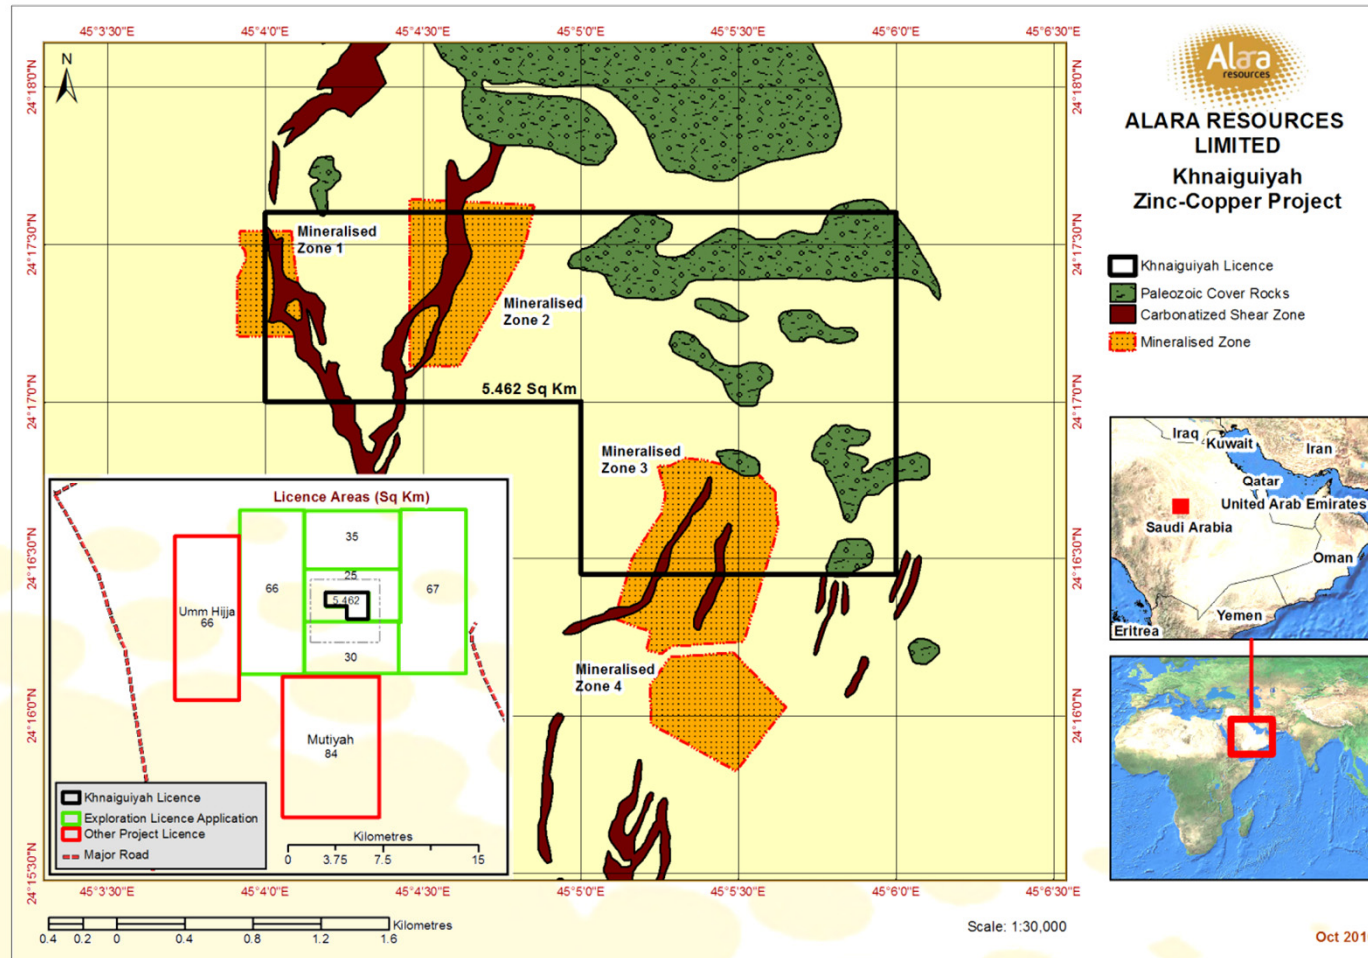 45°3'30"E 45°4'0"E 45°4'30"E 45°5'0"E 45°5'30"E 45°6'0"E 45°6'30"E
N
24°18'0"N
24°17'30"N
24°17'0"N
24°16'30"N
24°16'0"N
24°15'30"N
Mineralised
Zone 1
Mineralised
Zone 2
5.462 Sq Km
Mineralised
Zone 3
Mineralised
Zone 4
Licence Areas (Sq Km)
35
66
25
67
5.462
Umm Hijja
66
30
Mutiyah
84
Khnaiguiyah Licence
Exploration Licence Application
Other Project Licence
Major Road
Kilometres
0 3.75 7.5 15
24°18'0"N
24°17'30"N
24°17'0"N
24°16'30"N
24°16'0"N
24°15'30"N
45°3'30"E 45°4'0"E 45°4'30"E 45°5'0"E 45°5'30"E 45°6'0"E 45°6'30"E
Kilometres
0.4 0.2 0 0.4 0.8 1.2 1.6
Scale: 1:30,000
Alara
resources
ALARA RESOURCES
LIMITED
Khnaiguiyah
Zinc-Copper Project
Khnaiguiyah Licence
Paleozoic Cover Rocks
Carbonatized Shear Zone
Mineralised Zone
Iraq
Kuwait
Iran
Qatar
United Arab Emirates
Saudi Arabia
Oman
Yemen
Eritrea
Oct 201